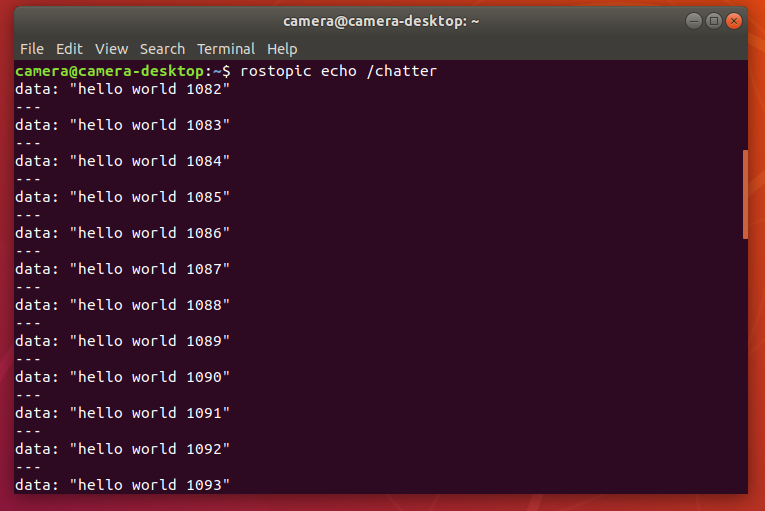 camera@camera-desktop: ~
File Edit View Search Terminal Help
camera@camera-desktop:~$ rostopic echo /chatter
data: "hello world 1082"
---
data: "hello world 1083"
---
data: "hello world 1084"
---
data: "hello world 1085"
---
data: "hello world 1086"
---
data: "hello world 1087"
---
data: "hello world 1088"
---
data: "hello world 1089"
---
data: "hello world 1090"
---
data: "hello world 1091"
---
data: "hello world 1092"
---
data: "hello world 1093"